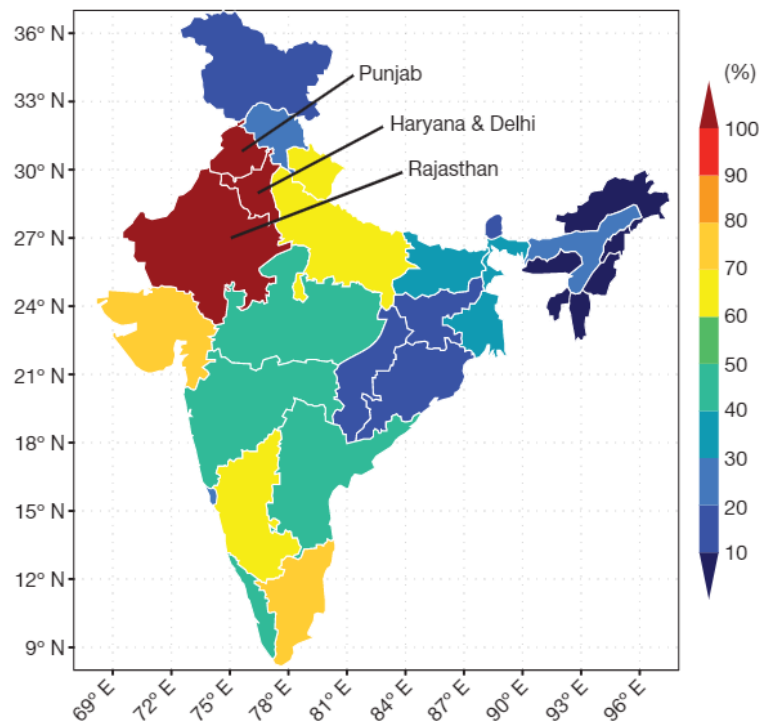 36° N
33° N
30° N
27° N
24° N
21° N
18° N
15° N
12° N
9° N
Punjab
Haryana & Delhi
Rajasthan
(%)
100
90
80
70
60
50
40
30
20
10
69° E
72° E
75° E
78° E
81° E
84° E
87° E
90° E
93° E
96° E